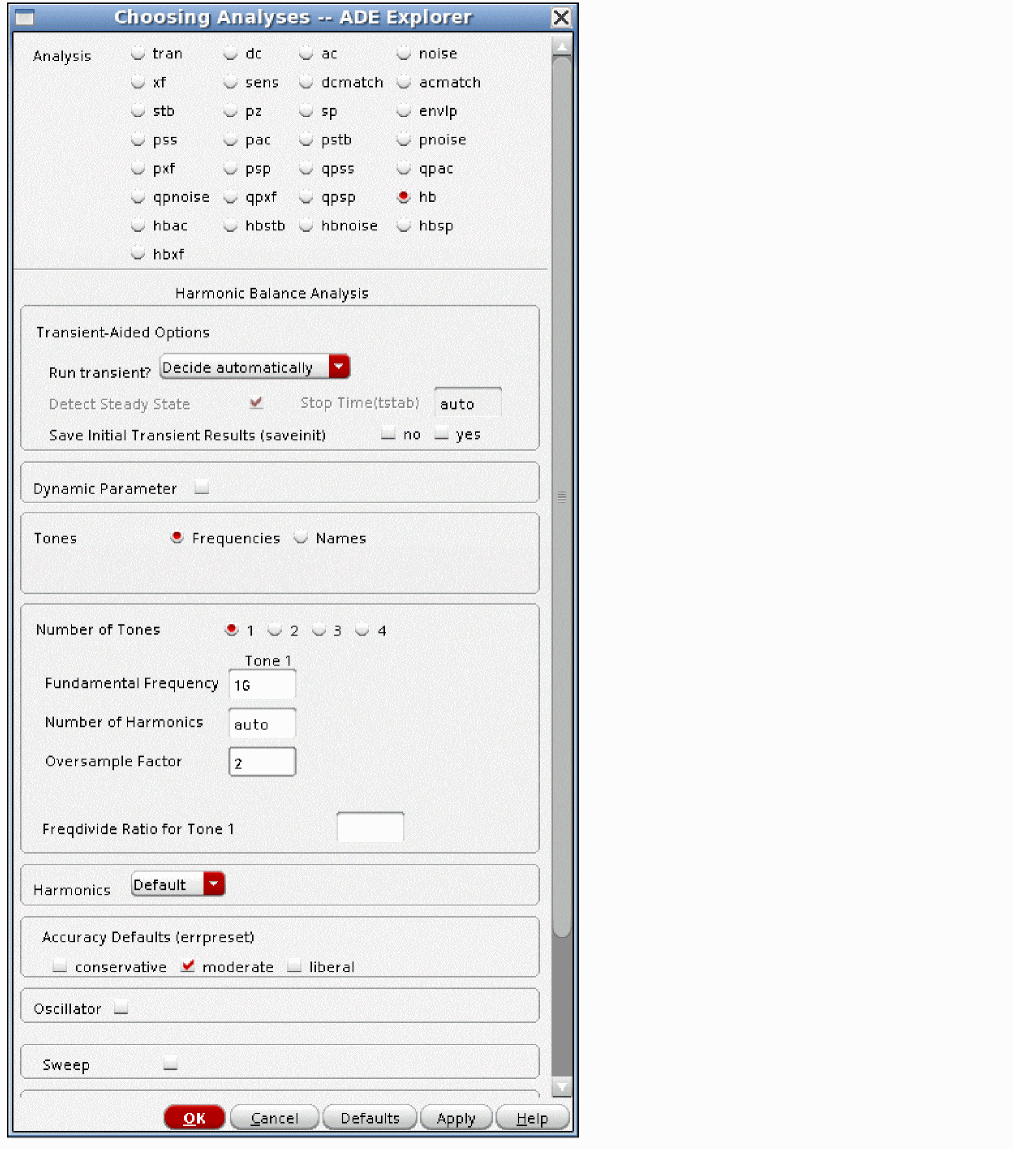 Choosing Analyses -- ADE Explorer
Analysis tran dc ac noise
xf sens dcmatch acmatch
stb pz sp envlp
pss pac pstb pnoise
pxf psp qpss qpac
qpnoise qpxf qpsp hb
hbac hbstb hbnoise hbsp
hbxf
Harmonic Balance Analysis
Transient-Aided Options
Run transient? Decide automatically
Detect Steady State Stop Time(tstab) auto
Save Initial Transient Results (saveinit) no yes
Dynamic Parameter
Tones Frequencies Names
Number of Tones 1 2 3 4
Tone 1
Fundamental Frequency 1G
Number of Harmonics auto
Oversample Factor 2
Freqdivide Ratio for Tone 1
Harmonics Default
Accuracy Defaults (errpreset)
conservative moderate liberal
Oscillator
Sweep
OK Cancel Defaults Apply Help